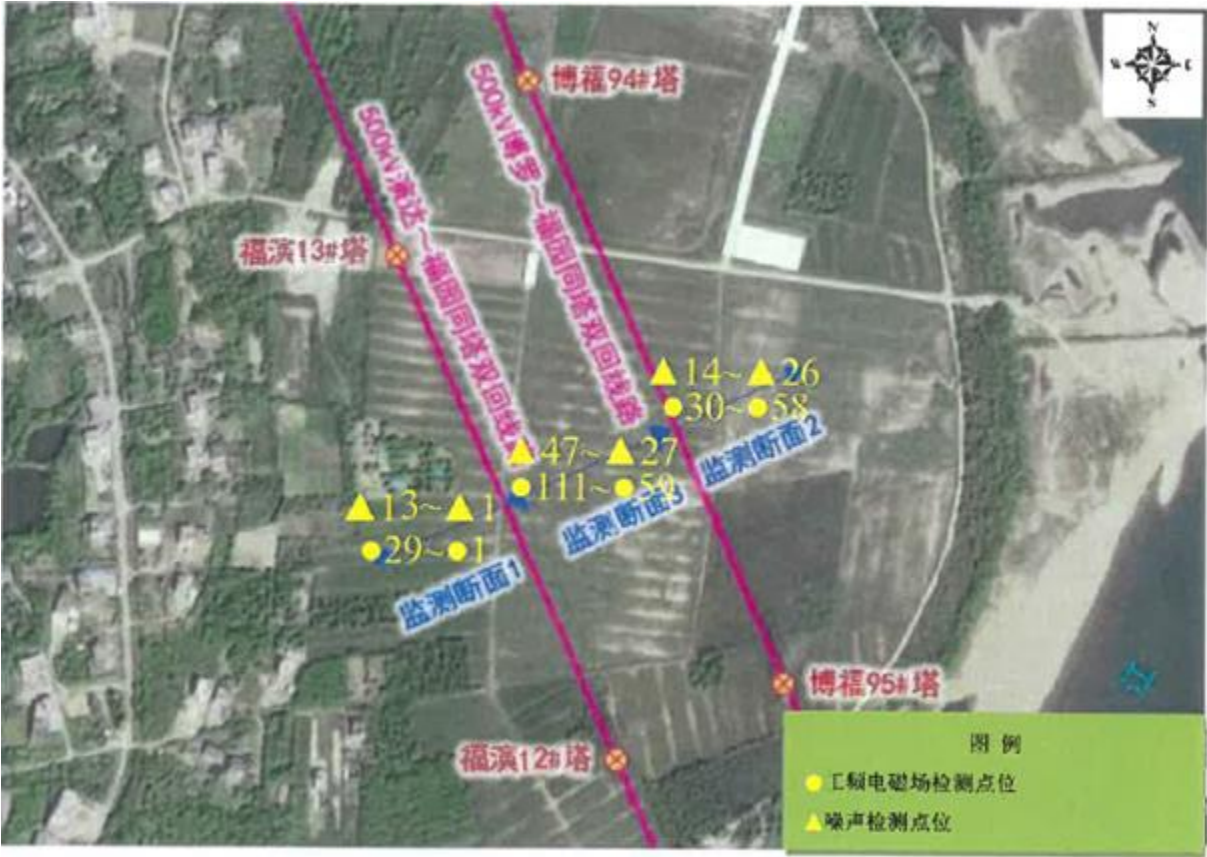 N
W
E
S
博福94#塔
500kV演达~福园同塔双回线路
500kV博罗~福园同塔双回线路
福演13#塔
▲14~▲26
●30~●58
▲47~▲27
●111~●59
▲13~▲1
●29~●1
监测断面2
监测断面3
监测断面1
博福95#塔
福演12#塔
江
图 例
●工频电磁场检测点位
▲噪声检测点位